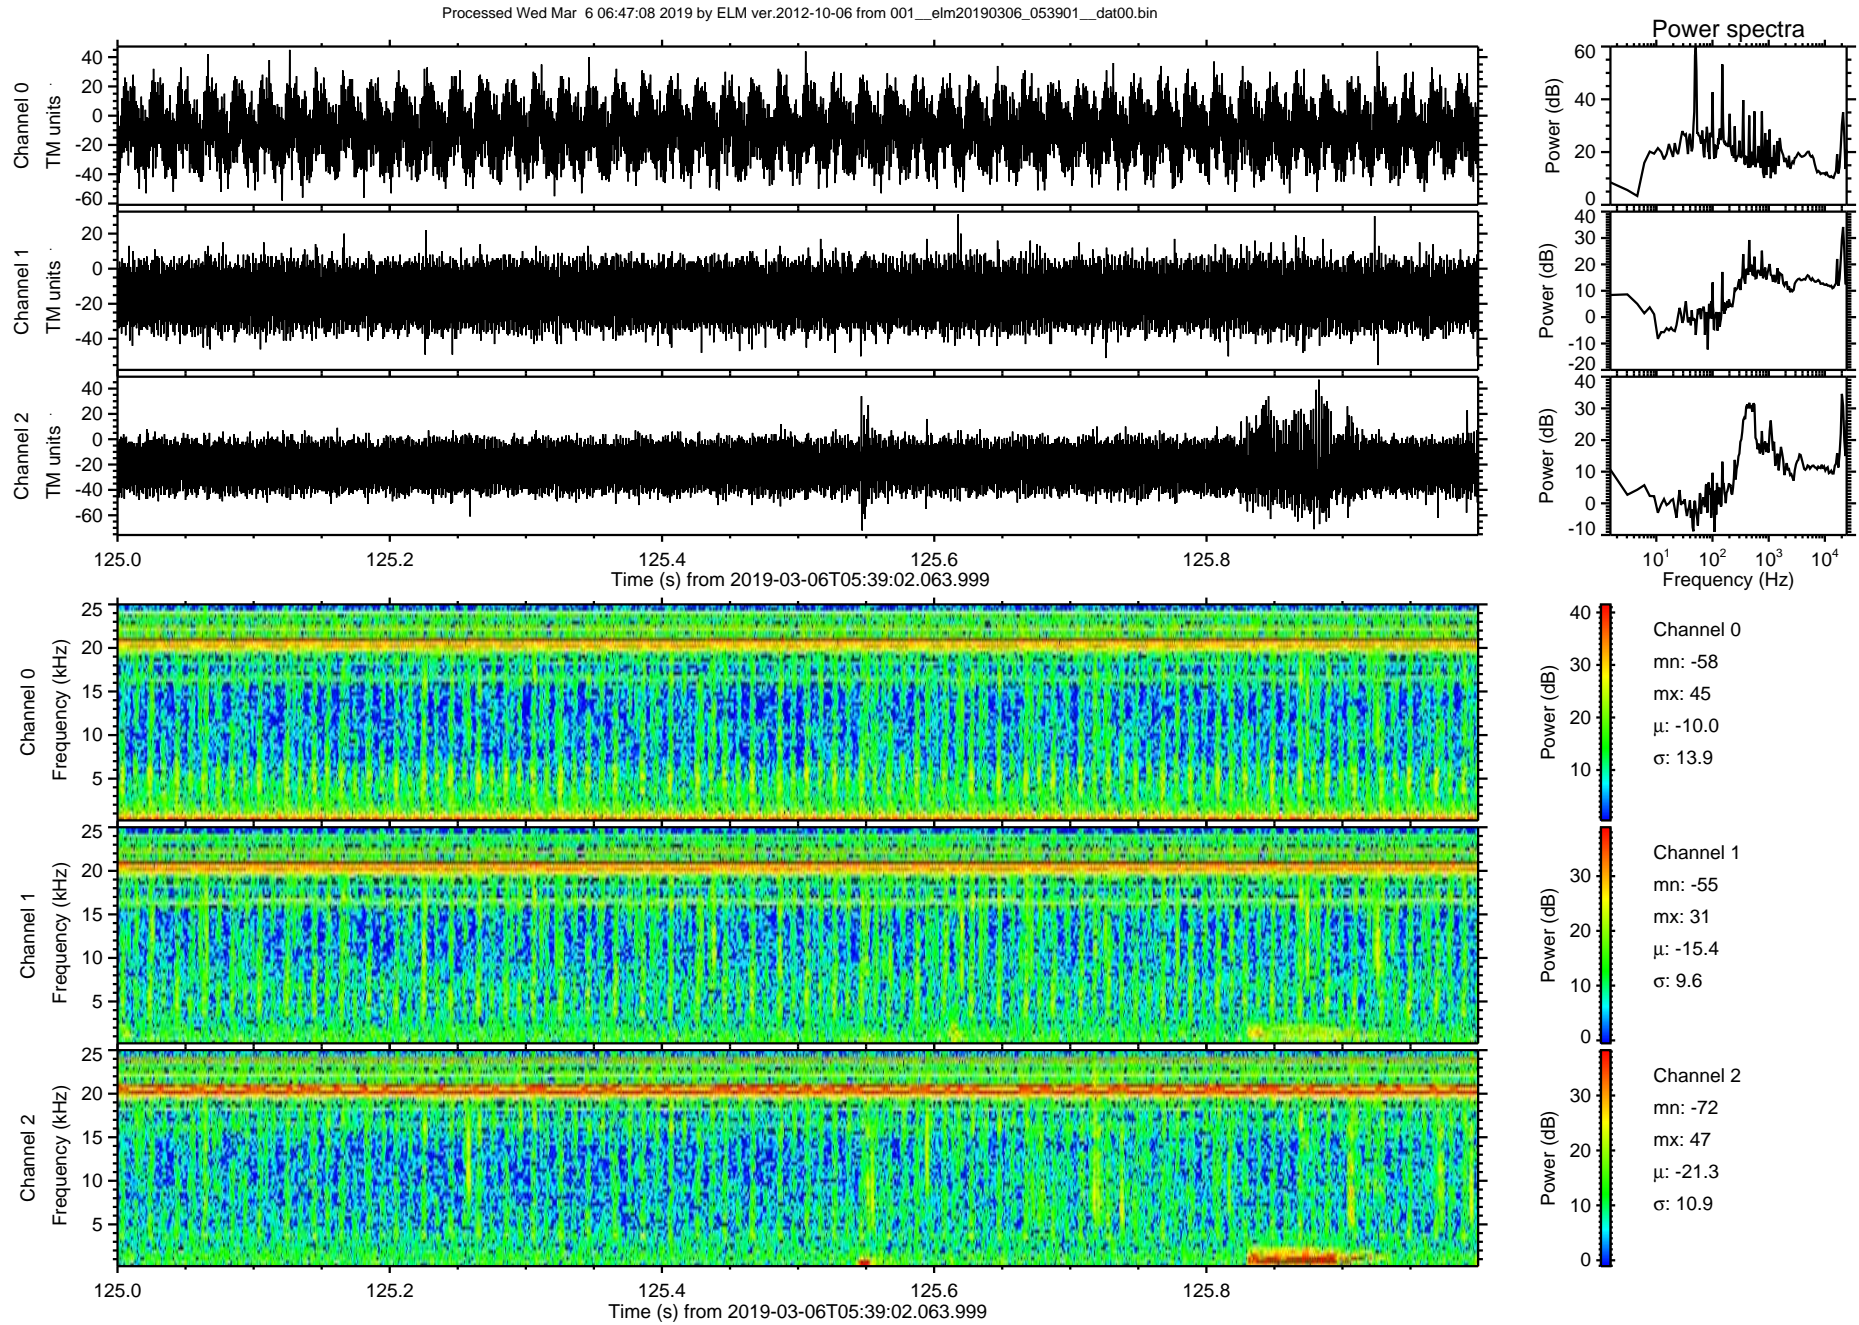 Processed Wed Mar  6 06:47:08 2019 by ELM ver.2012-10-06 from 001__elm20190306_053901__dat00.bin
Power spectra
Channel 0
TM units
40
20
0
-20
-40
-60
Power (dB)
60
40
20
0
Channel 1
TM units
20
0
-20
-40
Power (dB)
40
30
20
10
0
-10
-20
Channel 2
TM units
40
20
0
-20
-40
-60
Power (dB)
40
30
20
10
0
-10
125.0 125.2 125.4 125.6 125.8
Time (s) from 2019-03-06T05:39:02.063.999
10¹ 10² 10³ 10⁴
Frequency (Hz)
Channel 0
Frequency (kHz)
25
20
15
10
5
Power (dB)
40
30
20
10
Channel 0
mn: -58
mx: 45
μ: -10.0
σ: 13.9
Channel 1
Frequency (kHz)
25
20
15
10
5
Power (dB)
30
20
10
0
Channel 1
mn: -55
mx: 31
μ: -15.4
σ: 9.6
Channel 2
Frequency (kHz)
25
20
15
10
5
Power (dB)
30
20
10
0
Channel 2
mn: -72
mx: 47
μ: -21.3
σ: 10.9
125.0 125.2 125.4 125.6 125.8
Time (s) from 2019-03-06T05:39:02.063.999